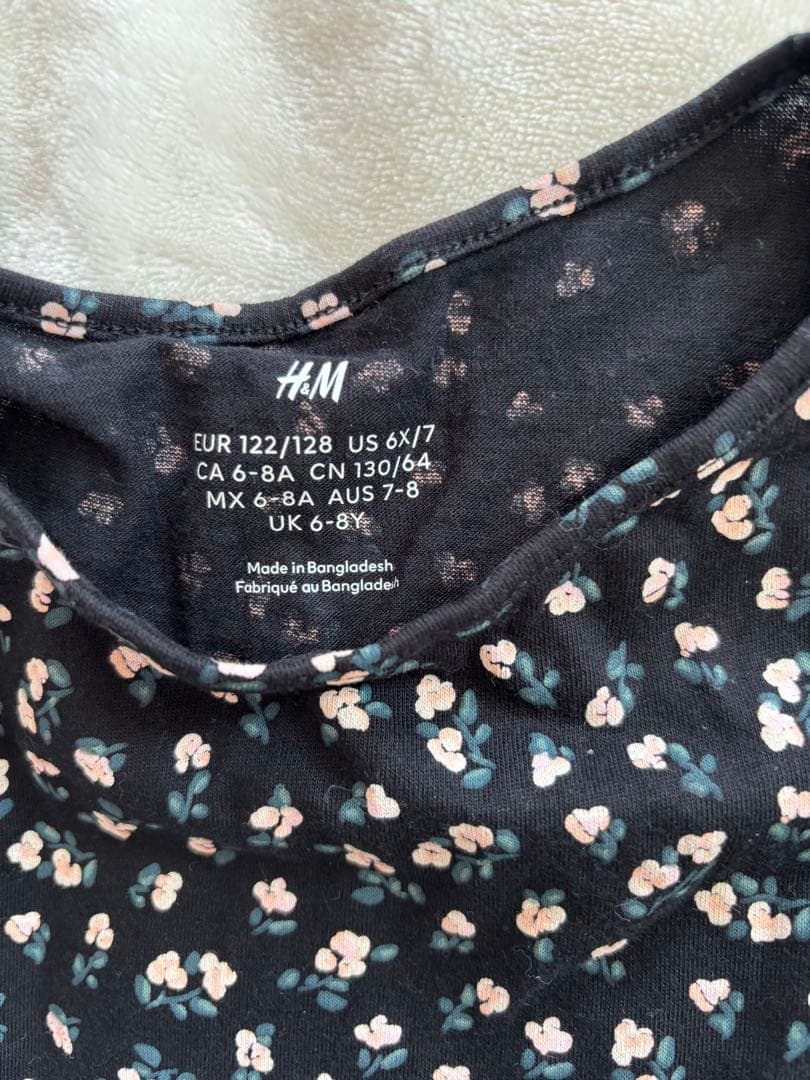 H&M
EUR 122/128 US 6X/7
CA 6-8A CN 130/64
MX 6-8A AUS 7-8
UK 6-8Y
Made in Bangladesh
Fabriqué au Bangladesh